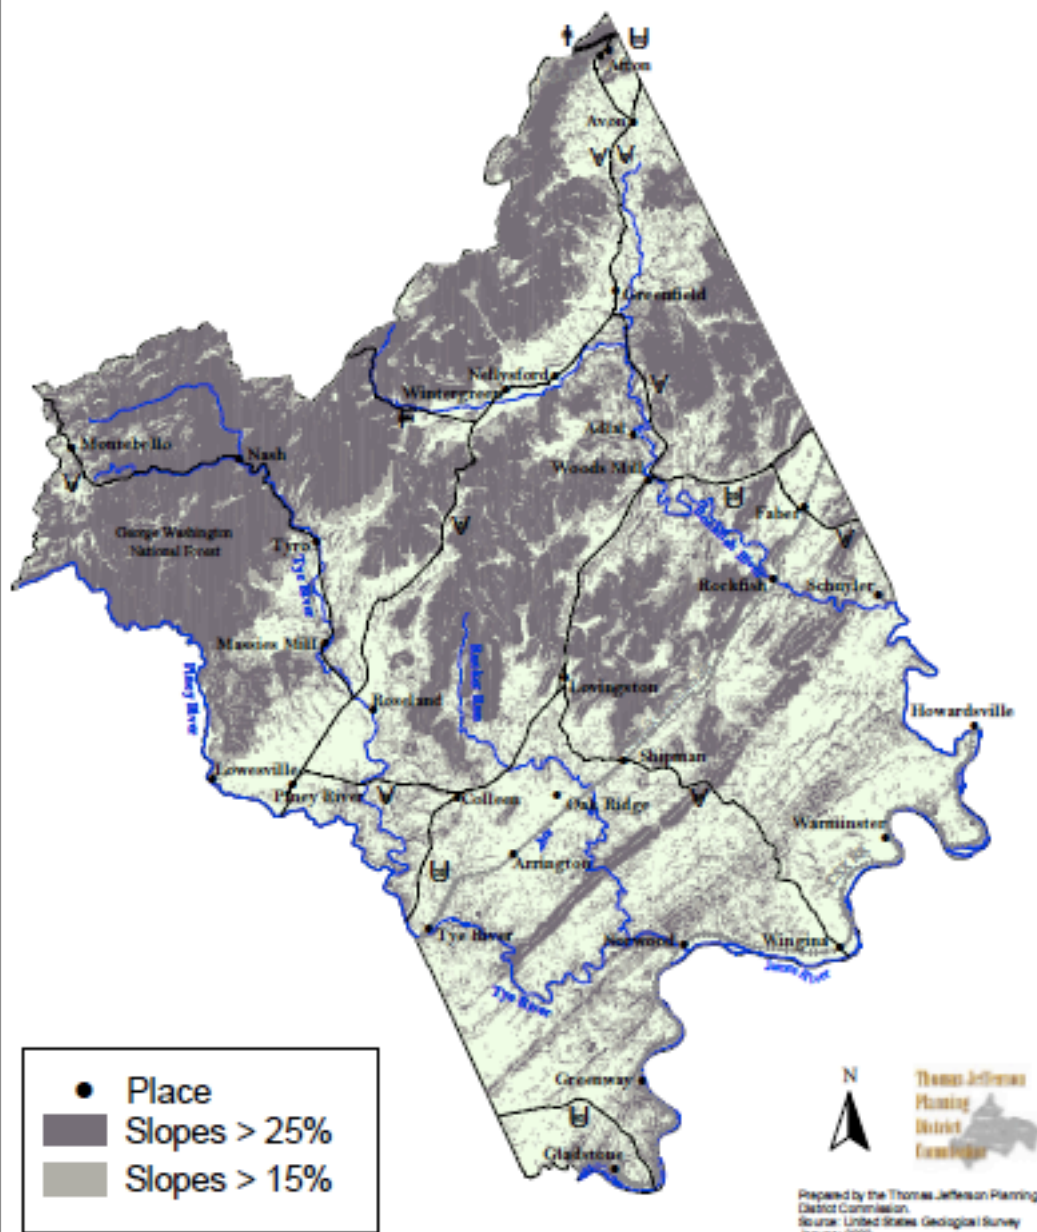 Afton
Avon
Greenfield
Nellysford
Wintergreen
Montebello
Nash
Woods Mill
Faber
George Washington
National Forest
Tyro
Tye River
Rockfish
Schuyler
Massies Mill
Piney River
Lovingston
Roseland
Howardsville
Shipman
Lowesville
Piney River
Colleen
Oak Ridge
Warminster
Arrington
Tye River
Norwood
Wingina
James River
Tye River
Greenway
Gladstone
Place
Slopes > 25%
Slopes > 15%
N
Thomas Jefferson
Planning
District
Commission
Prepared by the Thomas Jefferson Planning
District Commission.
Source: United States Geological Survey